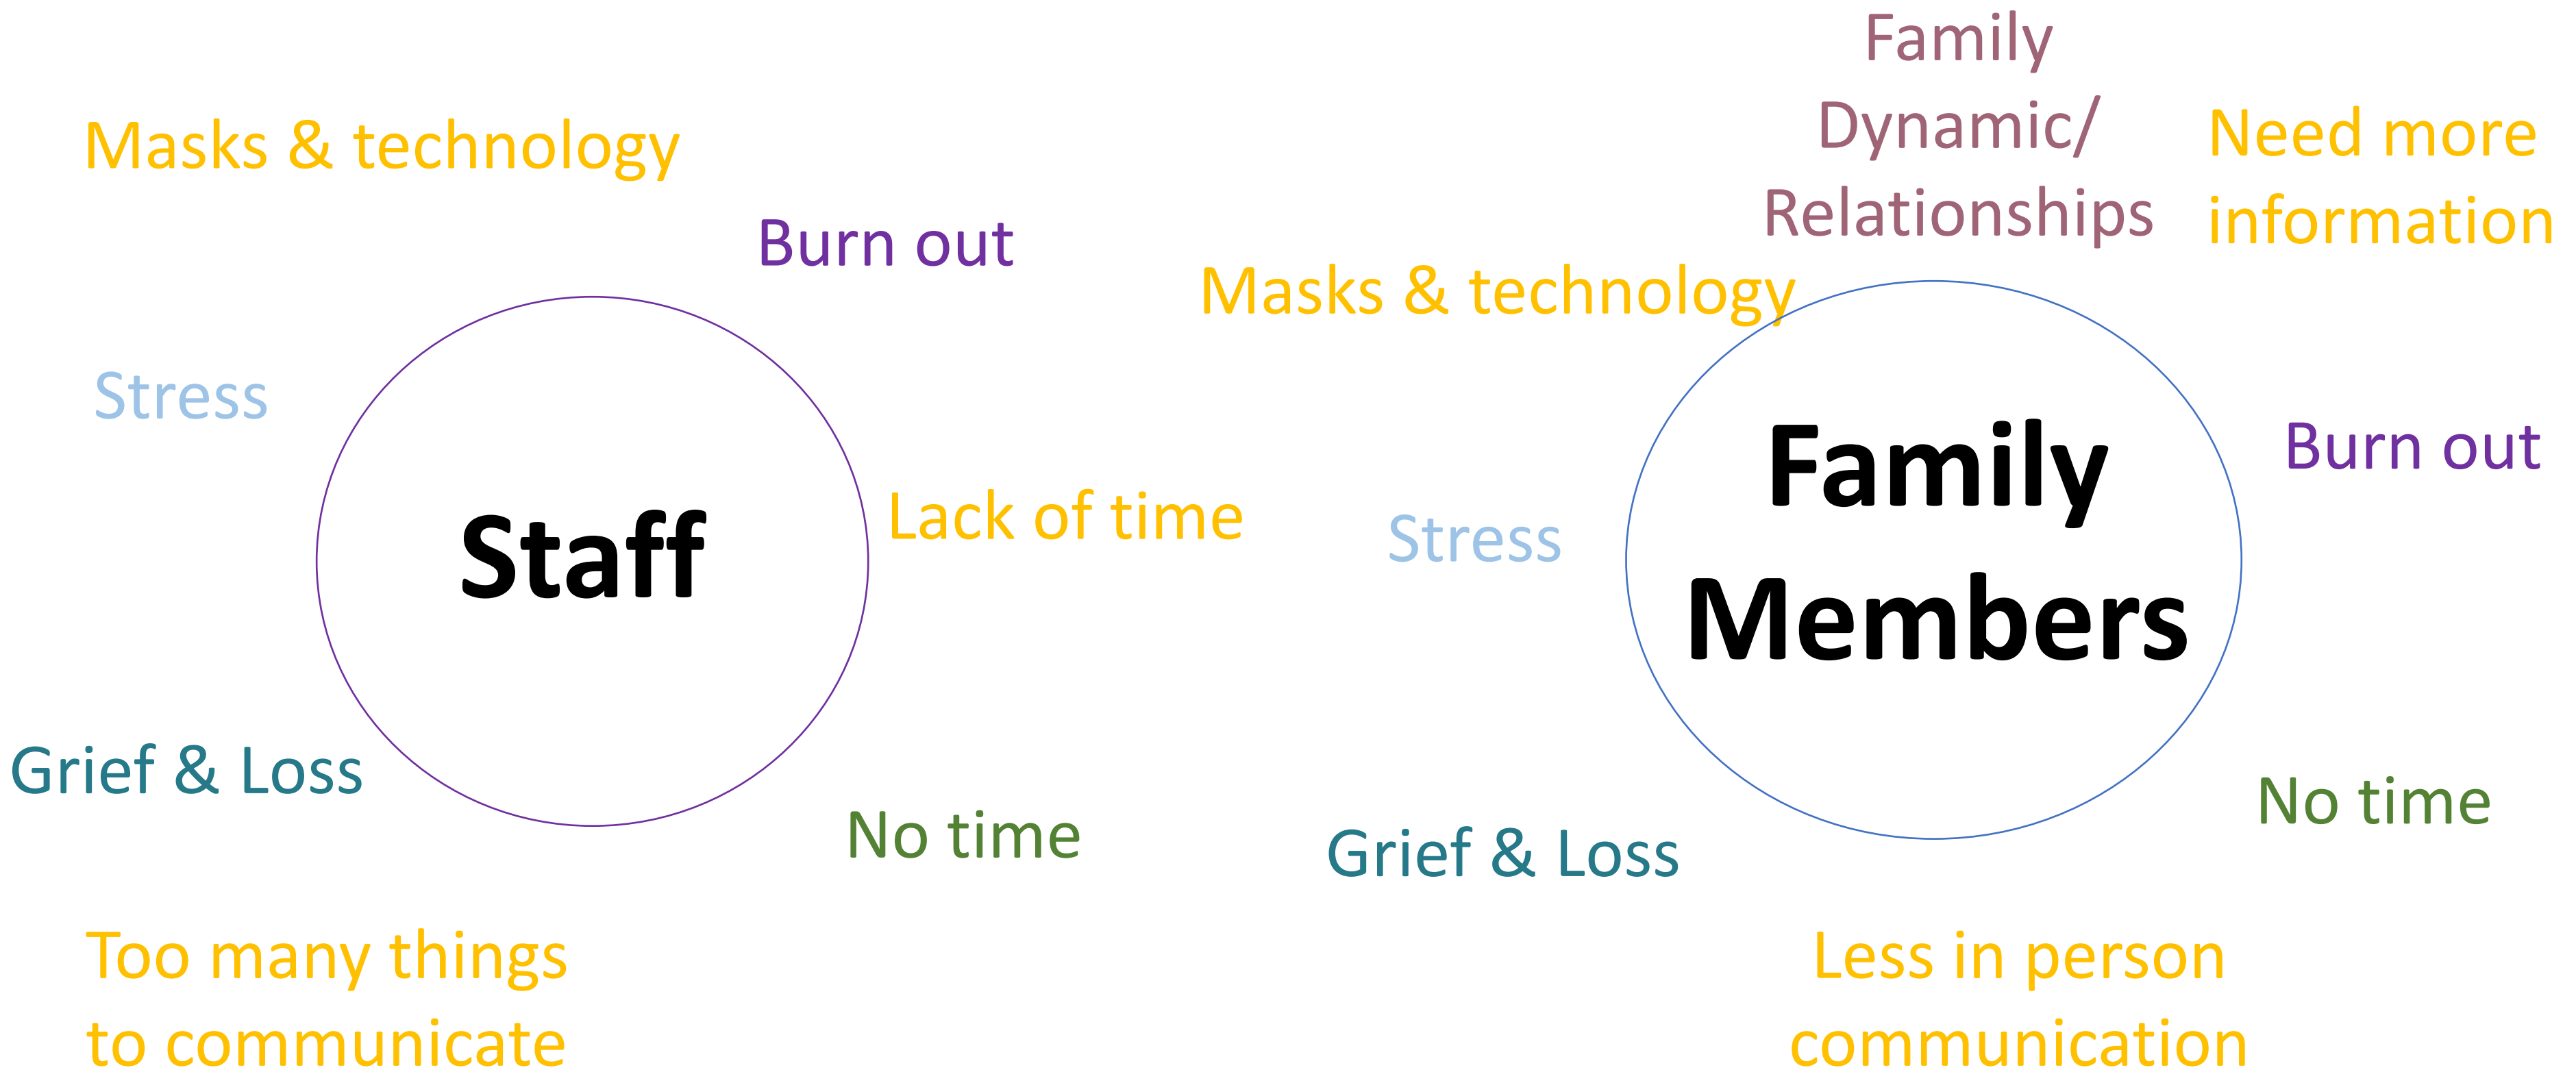 Masks & technology
Burn out
Stress
Staff
Lack of time
Grief & Loss
No time
Too many things
to communicate
Family
Dynamic/
Relationships
Need more
information
Masks & technology
Burn out
Stress
Family
Members
No time
Grief & Loss
Less in person
communication